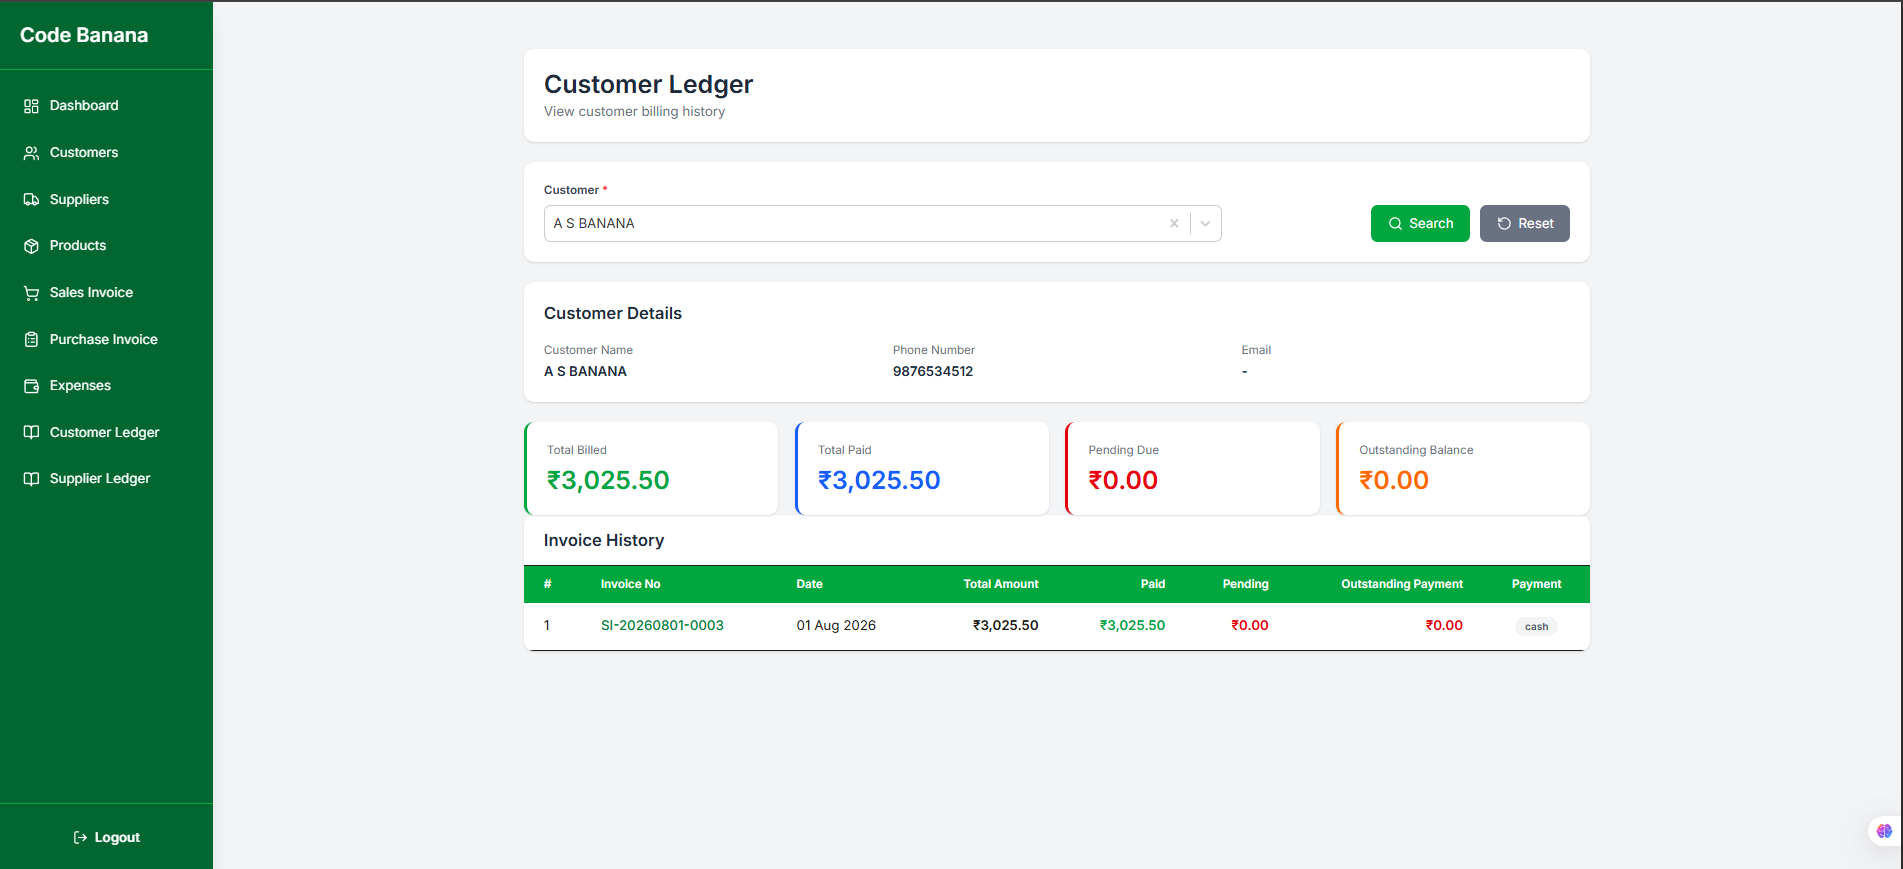 Code Banana
Dashboard
Customers
Suppliers
Products
Sales Invoice
Purchase Invoice
Expenses
Customer Ledger
Supplier Ledger
Logout
Customer Ledger
View customer billing history
Customer *
A S BANANA
Search
Reset
Customer Details
Customer Name Phone Number Email
A S BANANA 9876534512 -
Total Billed Total Paid Pending Due Outstanding Balance
₹3,025.50 ₹3,025.50 ₹0.00 ₹0.00
Invoice History
# Invoice No Date Total Amount Paid Pending Outstanding Payment Payment
1 SI-20260801-0003 01 Aug 2026 ₹3,025.50 ₹3,025.50 ₹0.00 ₹0.00 cash